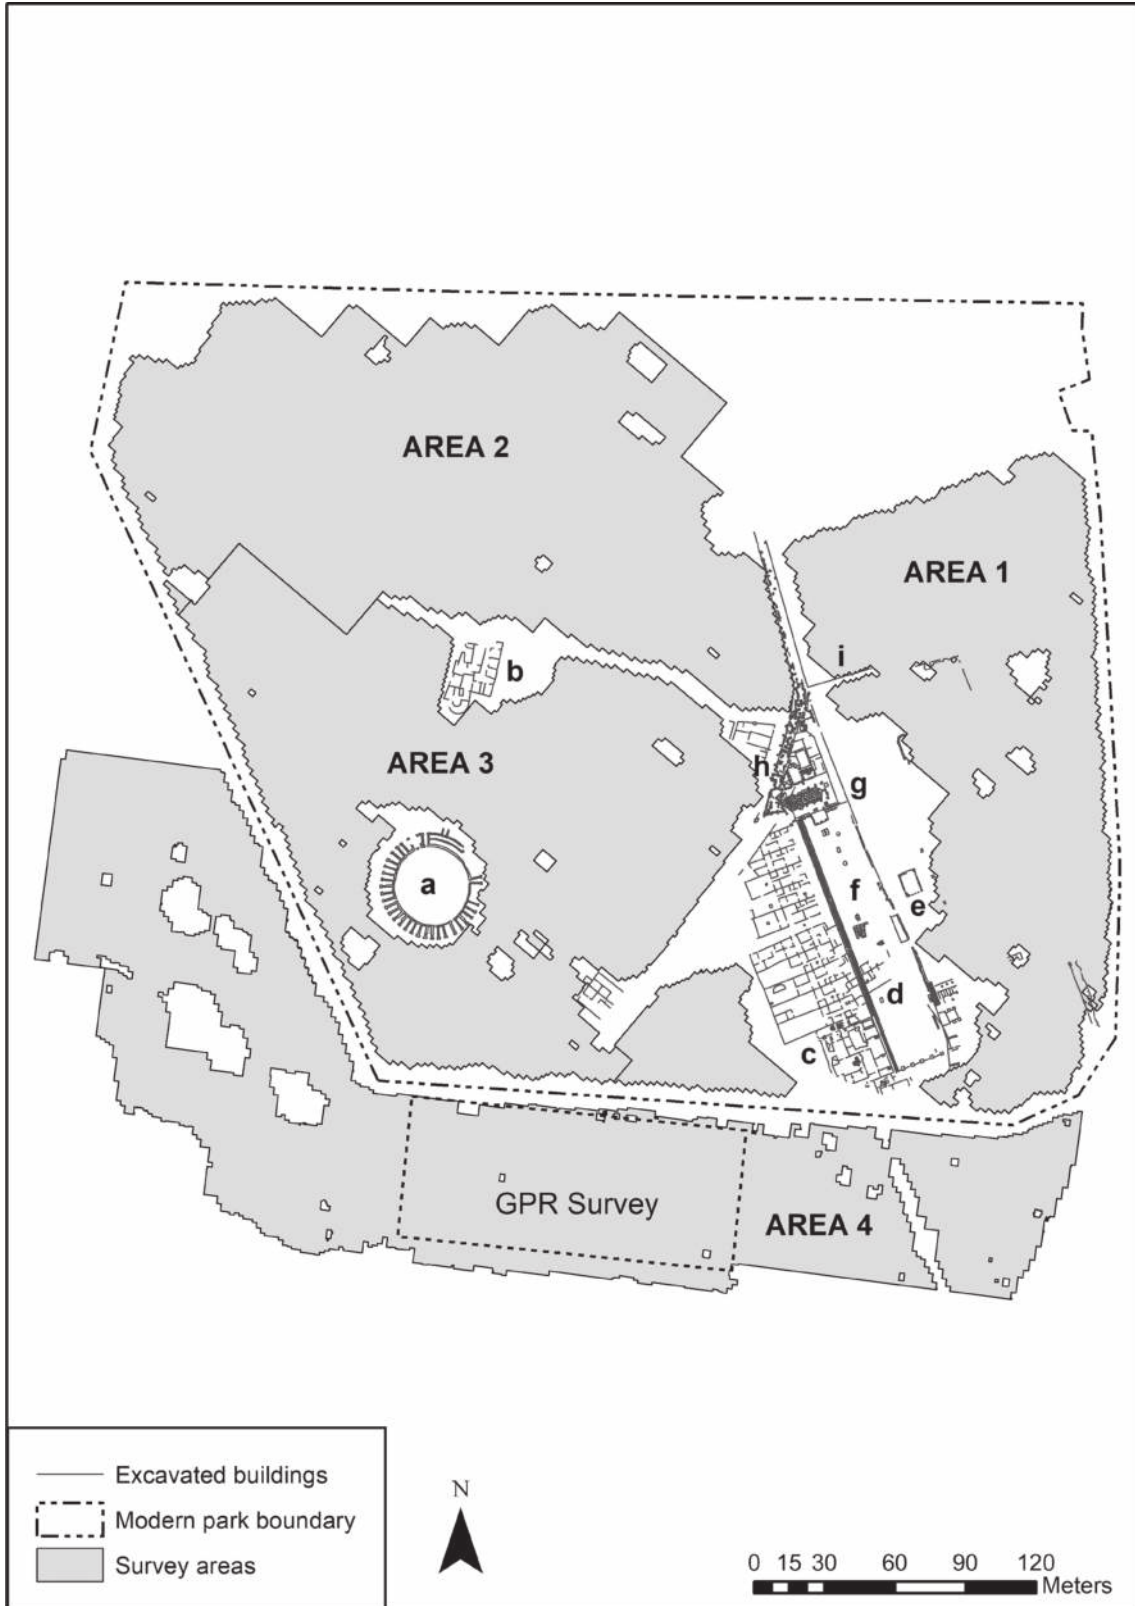 AREA 2
AREA 1
i
b
AREA 3
h
g
a
f
e
d
c
GPR Survey
AREA 4
Excavated buildings
Modern park boundary
Survey areas
N
0 15 30 60 90 120
Meters